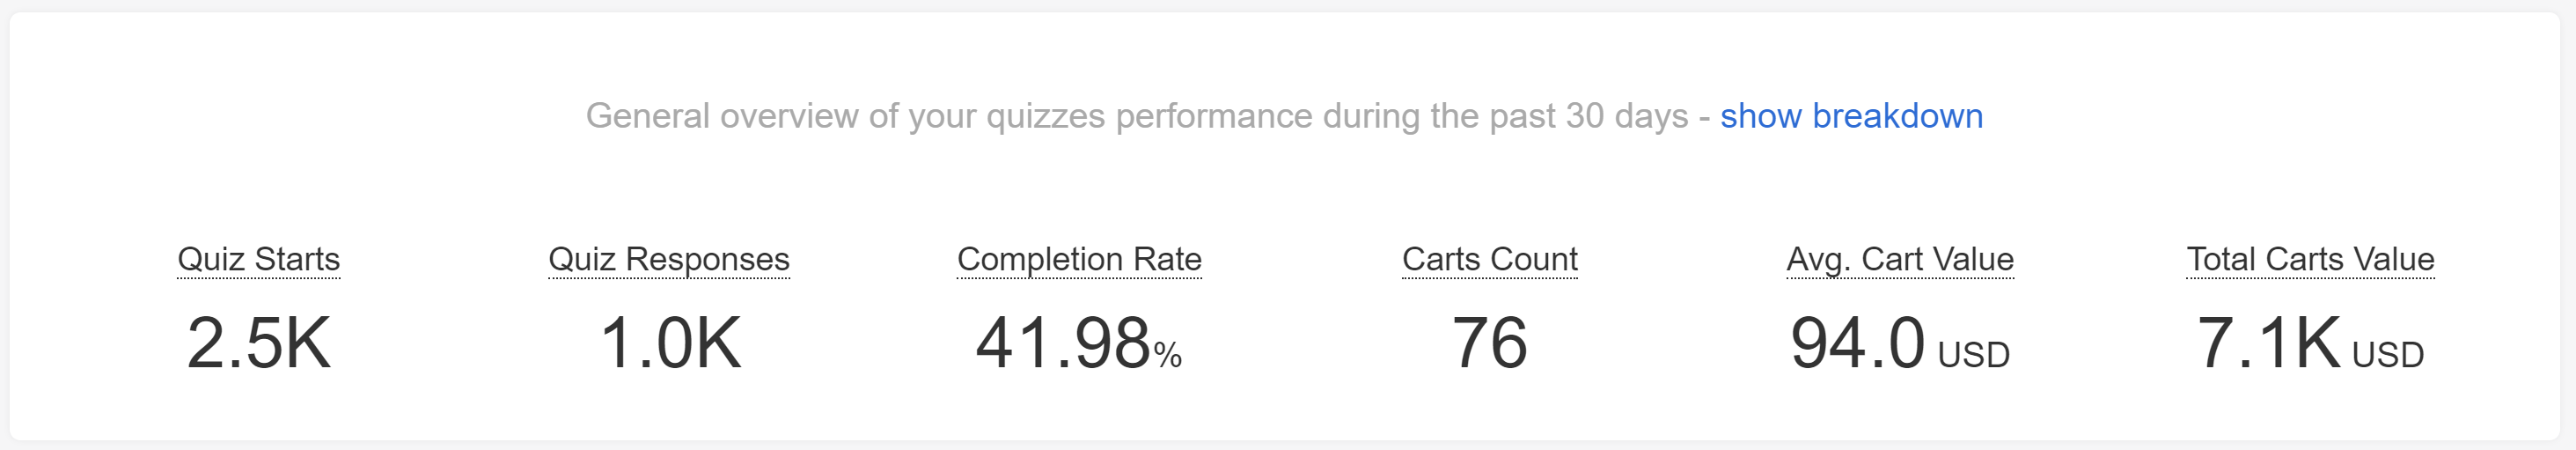 General overview of your quizzes performance during the past 30 days - show breakdown
Quiz Starts Quiz Responses Completion Rate Carts Count Avg. Cart Value Total Carts Value
2.5K 1.0K 41.98% 76 94.0 USD 7.1K USD